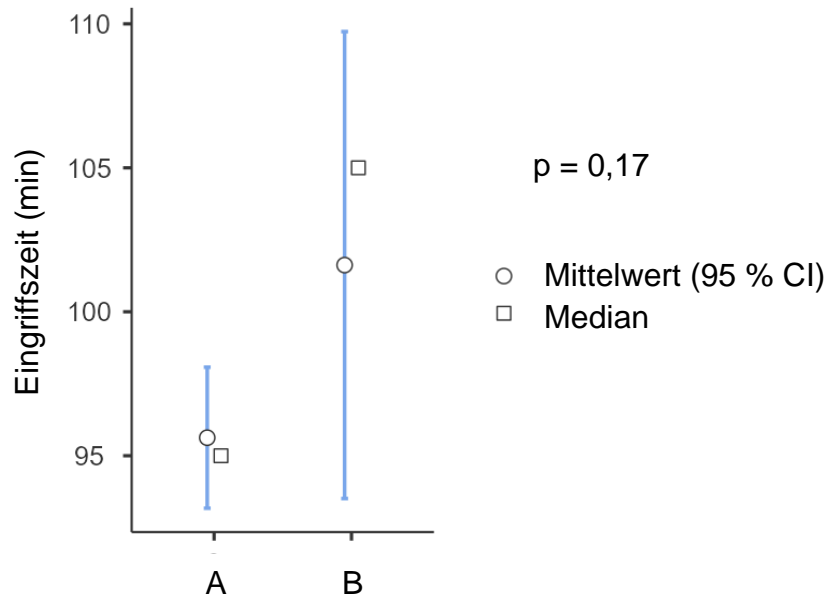 110
105
100
95
Eingriffszeit (min)
A
B
p = 0,17
Mittelwert (95 % CI)
Median